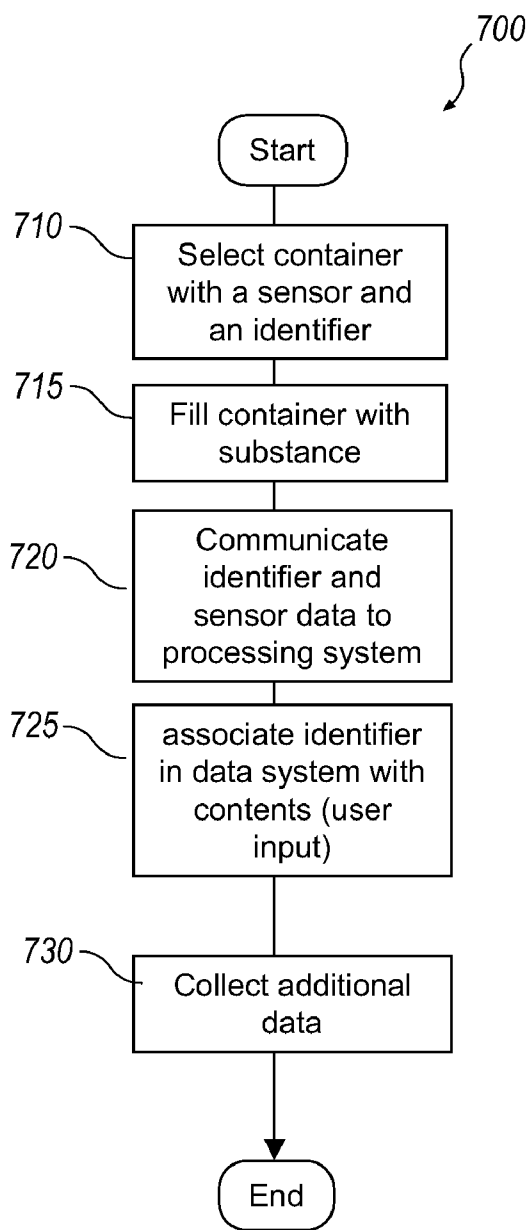 700
Start
710
Select container
with a sensor and
an identifier
715
Fill container with
substance
720
Communicate
identifier and
sensor data to
processing system
725
associate identifier
in data system with
contents (user
input)
730
Collect additional
data
End